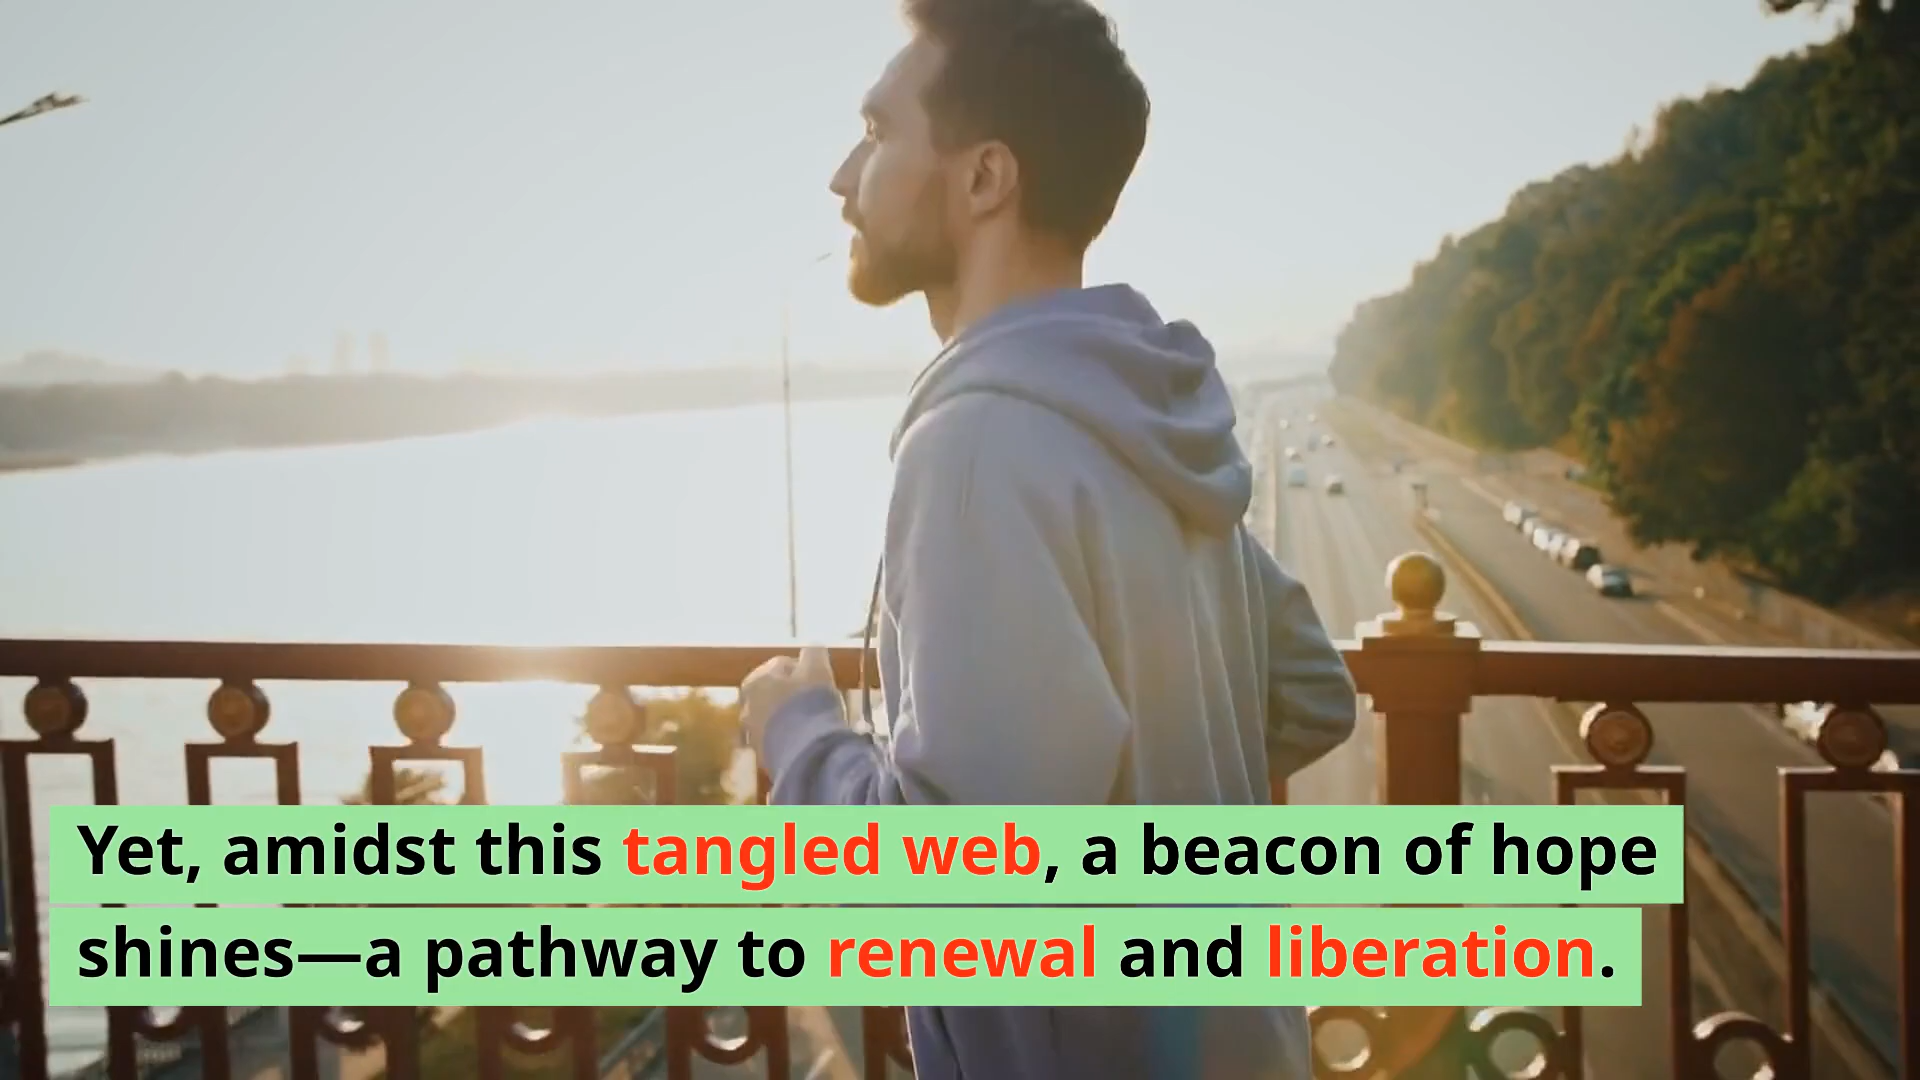 Yet, amidst this tangled web, a beacon of hope
shines—a pathway to renewal and liberation.